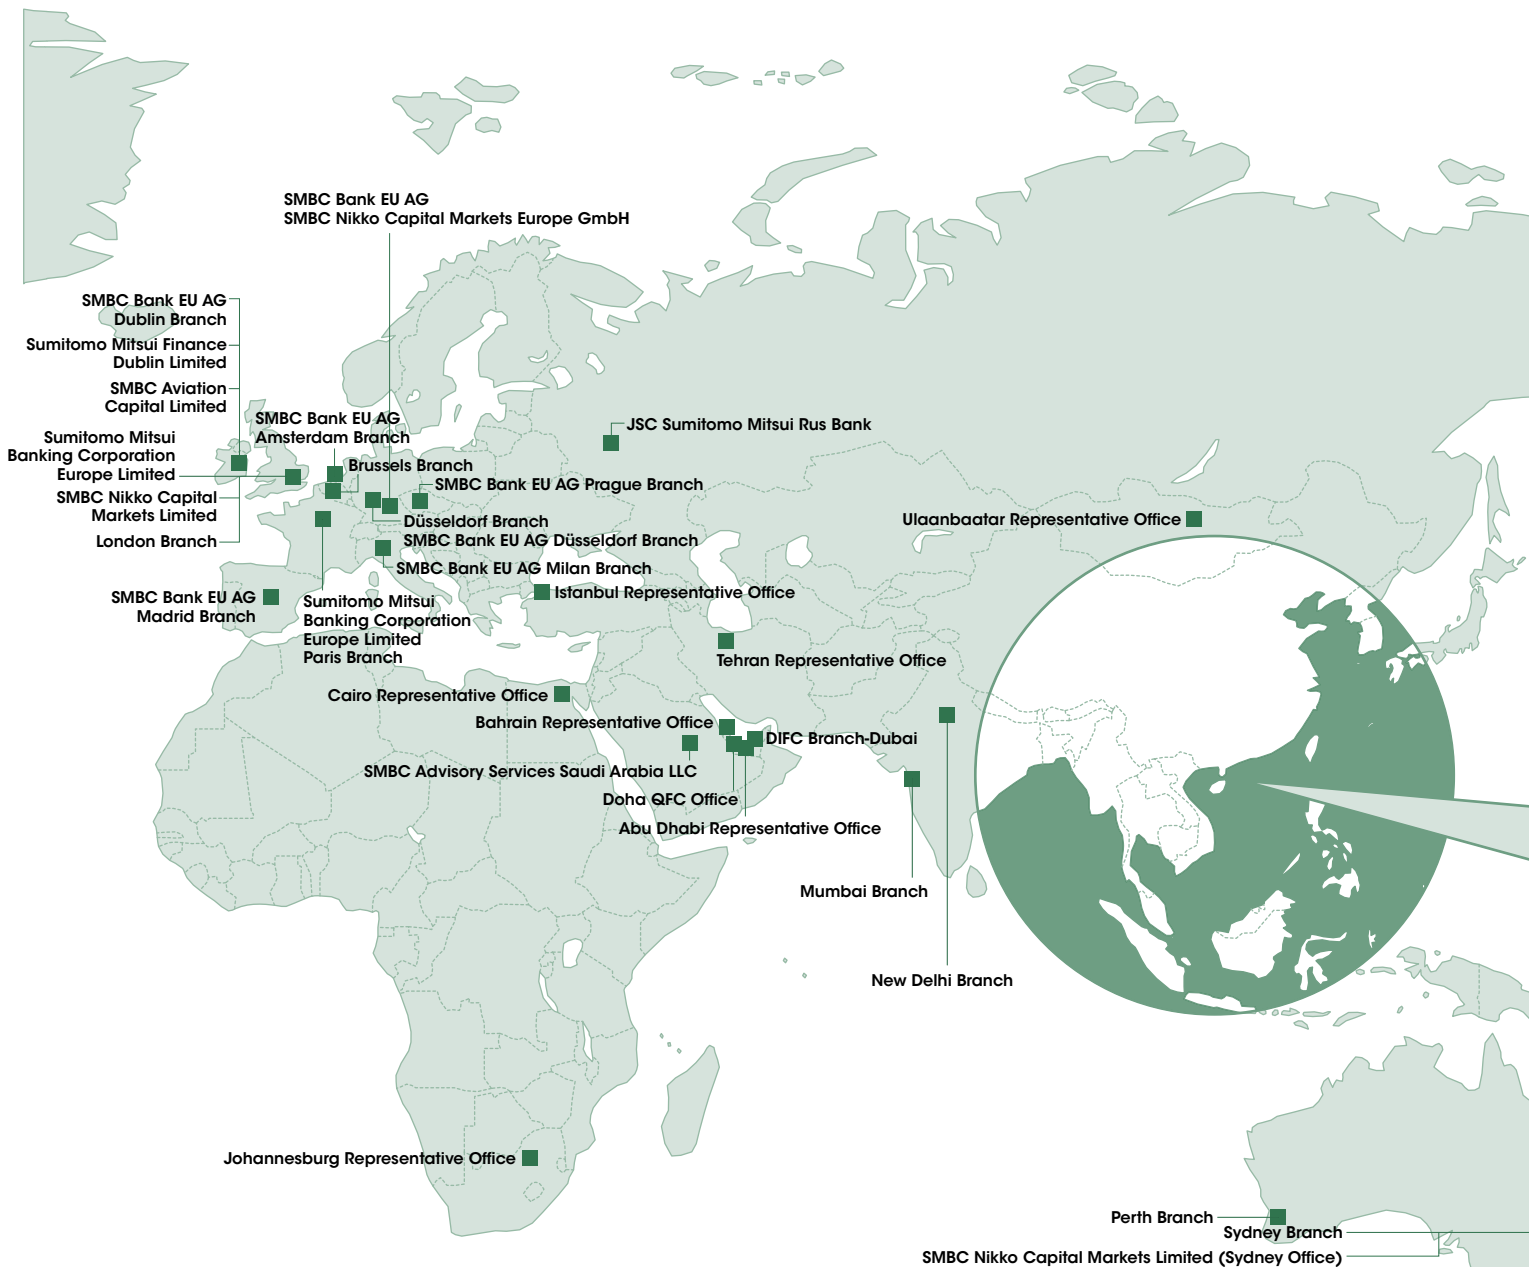 SMBC Bank EU AG
SMBC Nikko Capital Markets Europe GmbH
SMBC Bank EU AG
Dublin Branch
Sumitomo Mitsui Finance
Dublin Limited
SMBC Aviation
Capital Limited
SMBC Bank EU AG
Amsterdam Branch
Sumitomo Mitsui
Banking Corporation
Europe Limited
SMBC Nikko Capital
Markets Limited
London Branch
Brussels Branch
SMBC Bank EU AG Prague Branch
Düsseldorf Branch
SMBC Bank EU AG Düsseldorf Branch
SMBC Bank EU AG Milan Branch
JSC Sumitomo Mitsui Rus Bank
Ulaanbaatar Representative Office
SMBC Bank EU AG
Madrid Branch
Sumitomo Mitsui
Banking Corporation
Europe Limited
Paris Branch
Istanbul Representative Office
Tehran Representative Office
Cairo Representative Office
Bahrain Representative Office
DIFC Branch-Dubai
SMBC Advisory Services Saudi Arabia LLC
Doha QFC Office
Abu Dhabi Representative Office
Mumbai Branch
New Delhi Branch
Johannesburg Representative Office
Perth Branch
Sydney Branch
SMBC Nikko Capital Markets Limited (Sydney Office)